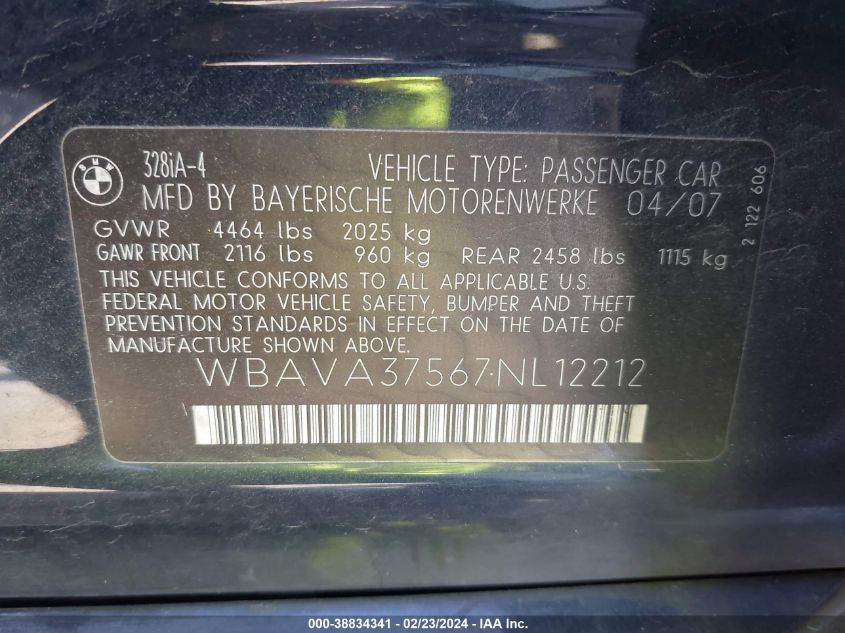 BMW
328iA-4 VEHICLE TYPE: PASSENGER CAR
MFD BY BAYERISCHE MOTORENWERKE 04/07
GVWR 4464 lbs 2025 kg
GAWR FRONT 2116 lbs 960 kg REAR 2458 lbs 1115 kg
THIS VEHICLE CONFORMS TO ALL APPLICABLE U.S.
FEDERAL MOTOR VEHICLE SAFETY, BUMPER AND THEFT
PREVENTION STANDARDS IN EFFECT ON THE DATE OF
MANUFACTURE SHOWN ABOVE.
WBAVA37567NL12212
2 122 606
000-38834341 - 02/23/2024 - IAA Inc.